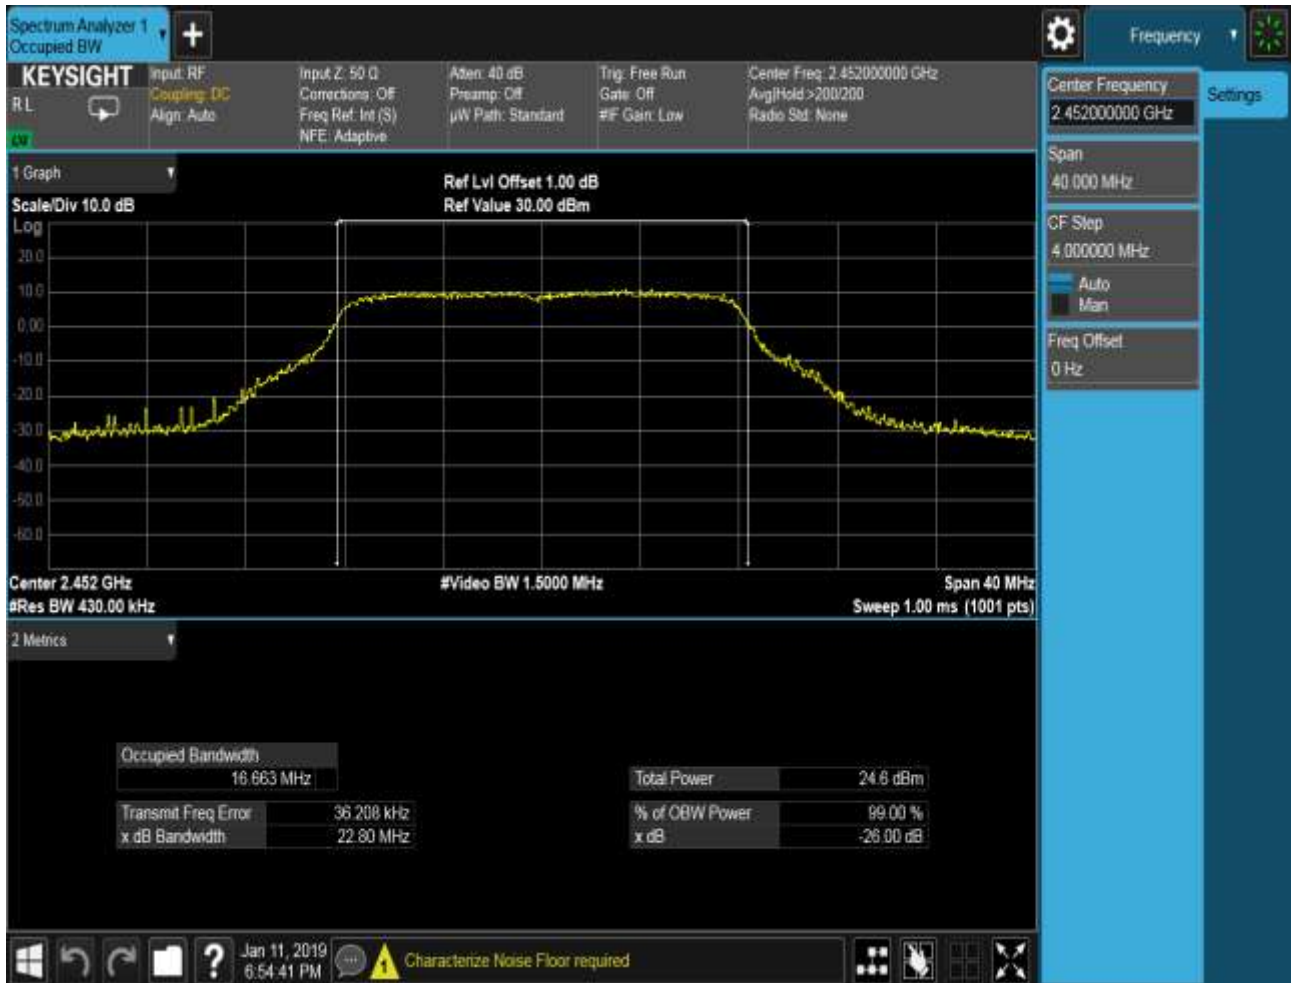 Spectrum Analyzer 1
Occupied BW
Frequency
KEYSIGHT
R L
Input: RF
Coupling: DC
Align: Auto
Input Z: 50 Ω
Corrections: Off
Freq Ref: Int (S)
NFE: Adaptive
Atten: 40 dB
Preamp: Off
µW Path: Standard
Trig: Free Run
Gate: Off
#IF Gain: Low
Center Freq: 2.452000000 GHz
Avg|Hold:>200/200
Radio Std: None
Center Frequency
2.452000000 GHz
Settings
Span
40.000 MHz
CF Step
4.000000 MHz
Auto
Man
Freq Offset
0 Hz
1 Graph
Scale/Div 10.0 dB
Ref Lvl Offset 1.00 dB
Ref Value 30.00 dBm
Log
20.0
10.0
0.00
-10.0
-20.0
-30.0
-40.0
-50.0
-60.0
Center 2.452 GHz
#Video BW 1.5000 MHz
Span 40 MHz
#Res BW 430.00 kHz
Sweep 1.00 ms (1001 pts)
2 Metrics
Occupied Bandwidth
16.663 MHz
Total Power 24.6 dBm
Transmit Freq Error 36.208 kHz
% of OBW Power 99.00 %
x dB Bandwidth 22.80 MHz
x dB -26.00 dB
?
Jan 11, 2019
6:54:41 PM
1
Characterize Noise Floor required